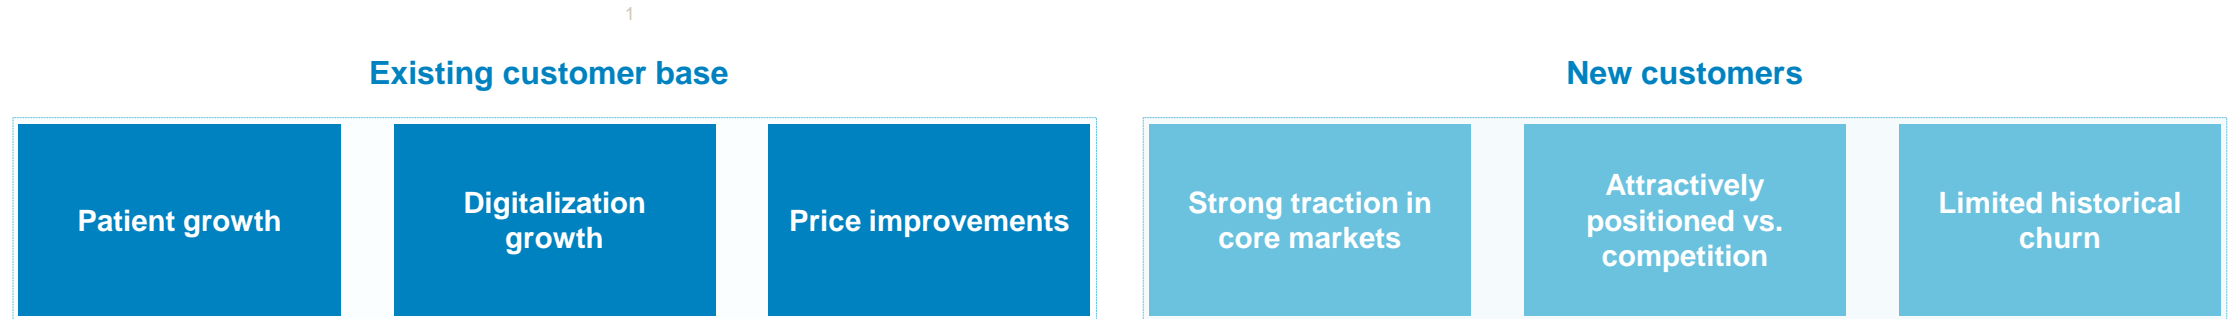 1
Existing customer base
New customers
Patient growth
Digitalization
growth
Price improvements
Strong traction in
core markets
Attractively
positioned vs.
competition
Limited historical
churn